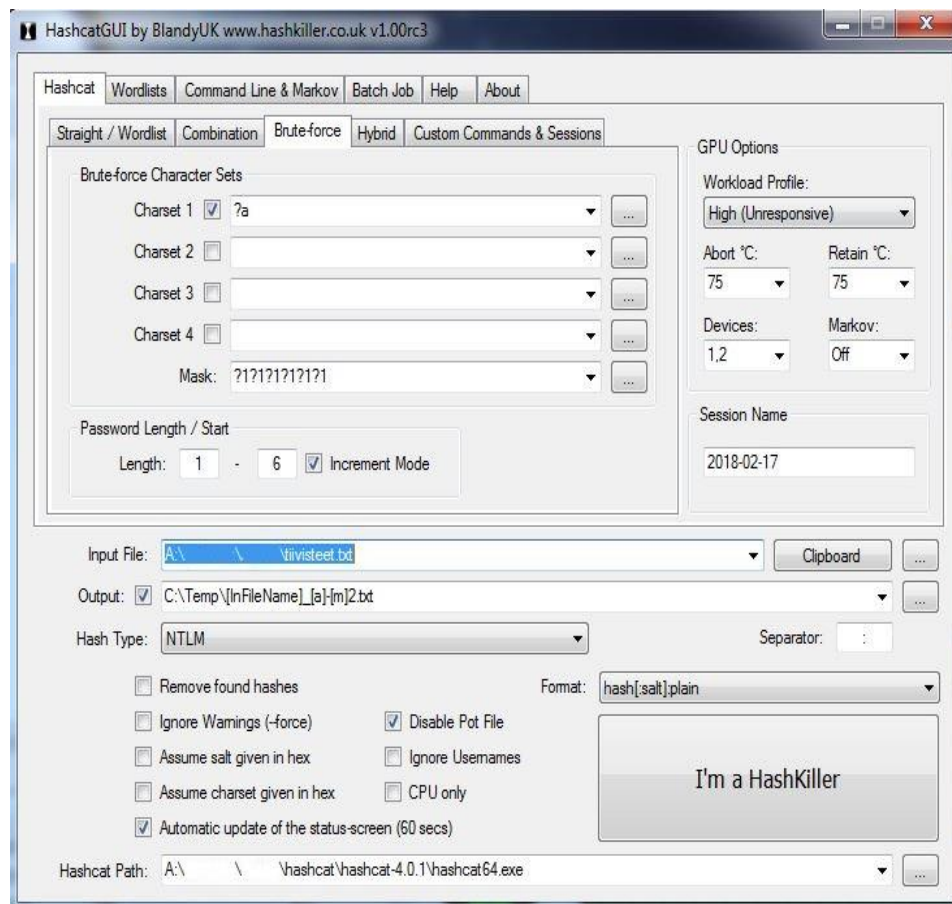 HashcatGUI by BlandyUK www.hashkiller.co.uk v1.00rc3
Hashcat Wordlists Command Line & Markov Batch Job Help About
Straight / Wordlist Combination Brute-force Hybrid Custom Commands & Sessions
Brute-force Character Sets
Charset 1 ?a ...
Charset 2 ...
Charset 3 ...
Charset 4 ...
Mask: ?1?1?1?1?1?1 ...
Password Length / Start
Length: 1 - 6 Increment Mode
GPU Options
Workload Profile:
High (Unresponsive)
Abort °C: Retain °C:
75 75
Devices: Markov:
1,2 Off
Session Name
2018-02-17
Input File: A:\ \ \tiivisteet.txt Clipboard ...
Output: C:\Temp\[InFileName]_[a]-[m]2.txt ...
Hash Type: NTLM Separator: :
Remove found hashes Format: hash[:salt]:plain
Ignore Warnings (--force) Disable Pot File
Assume salt given in hex Ignore Usernames
Assume charset given in hex CPU only
I'm a HashKiller
Automatic update of the status-screen (60 secs)
Hashcat Path: A:\ \ \hashcat\hashcat-4.0.1\hashcat64.exe ...